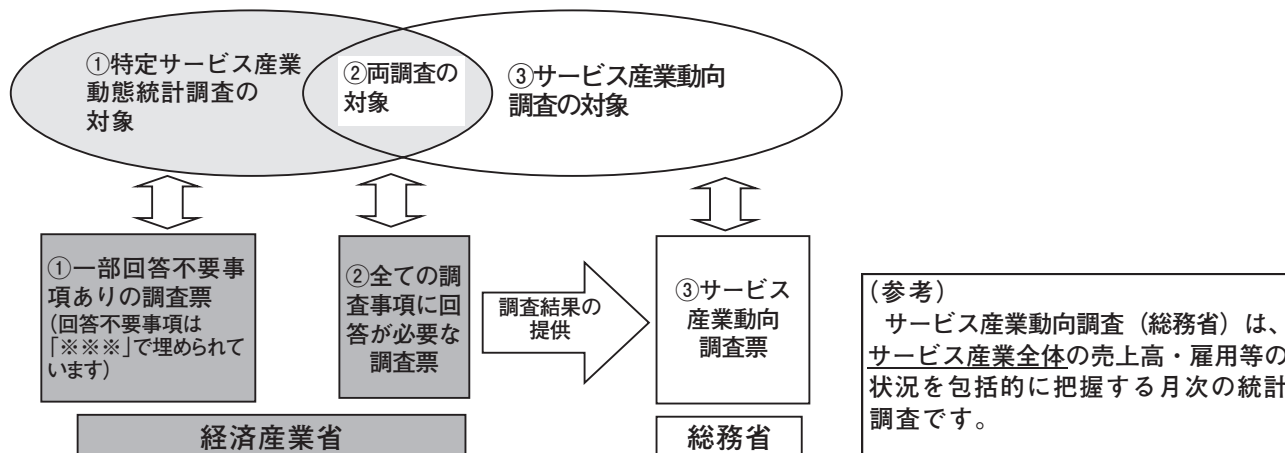 ①特定サービス産業
動態統計調査の
対象
②両調査の
対象
③サービス産業動向
調査の対象
①一部回答不要事
項ありの調査票
(回答不要事項は
「※※※」で埋められて
います)
②全ての調
査事項に回
答が必要な
調査票
調査結果の
提供
③サービス
産業動向
調査票
経済産業省
総務省
(参考)
サービス産業動向調査(総務省)は、
サービス産業全体の売上高・雇用等の
状況を包括的に把握する月次の統計
調査です。